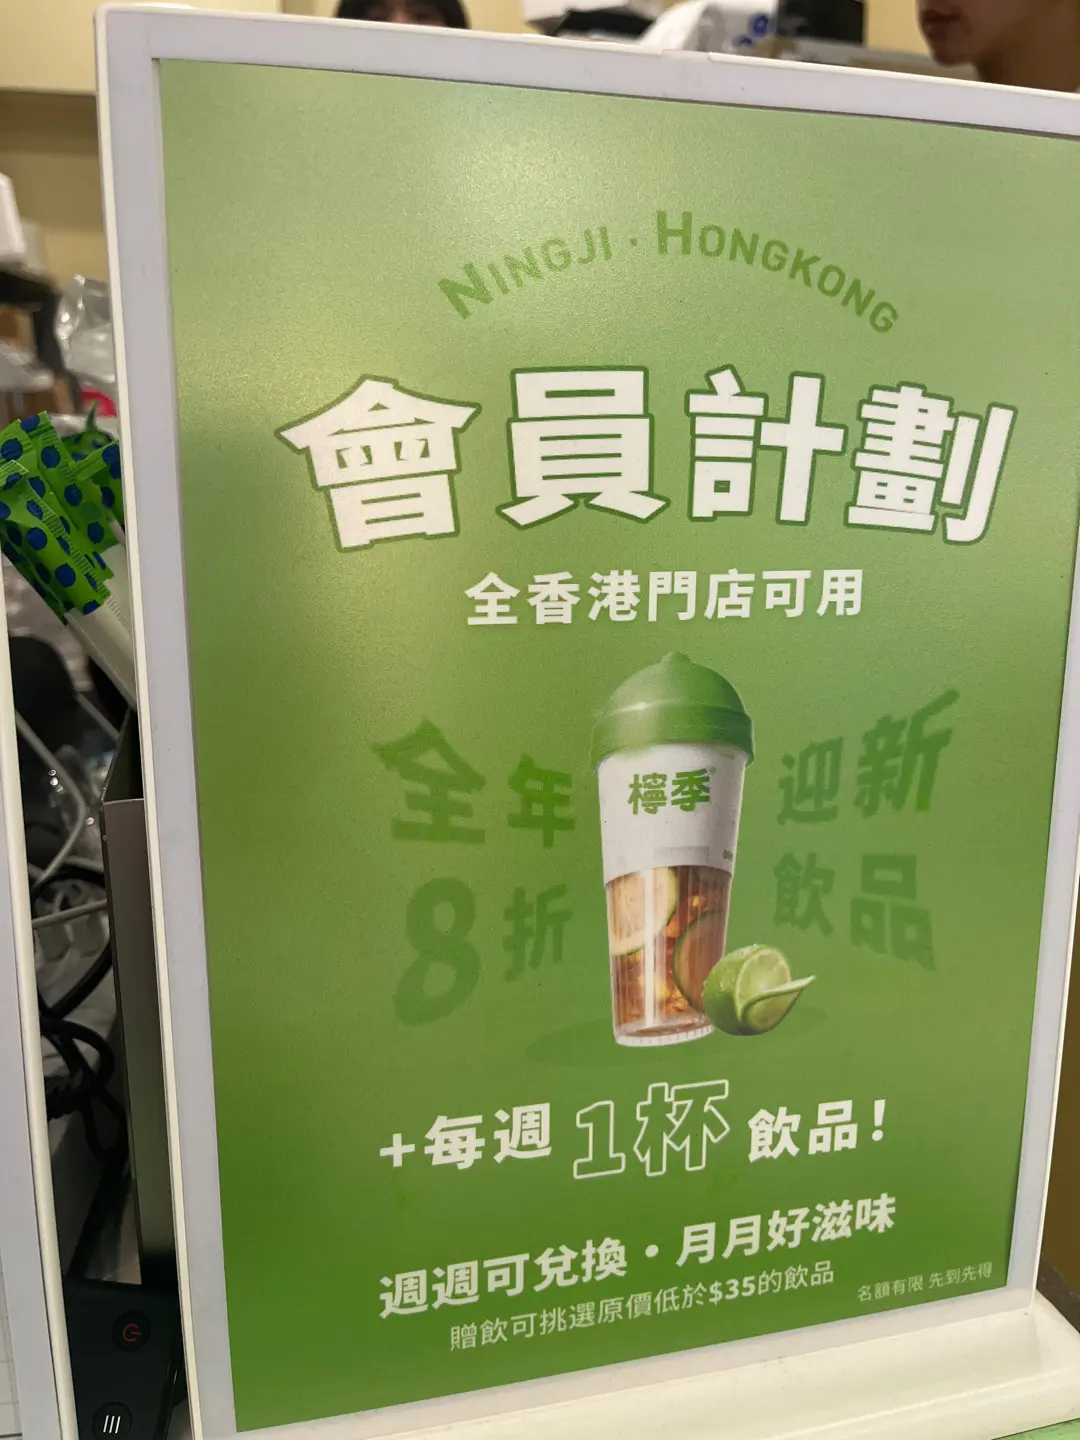 NINGJI · HONGKONG
會員計劃
全香港門店可用
全年
8折
檸季
迎新
飲品
+每週1杯飲品!
週週可兌換・月月好滋味
贈飲可挑選原價低於$35的飲品
名額有限 先到先得